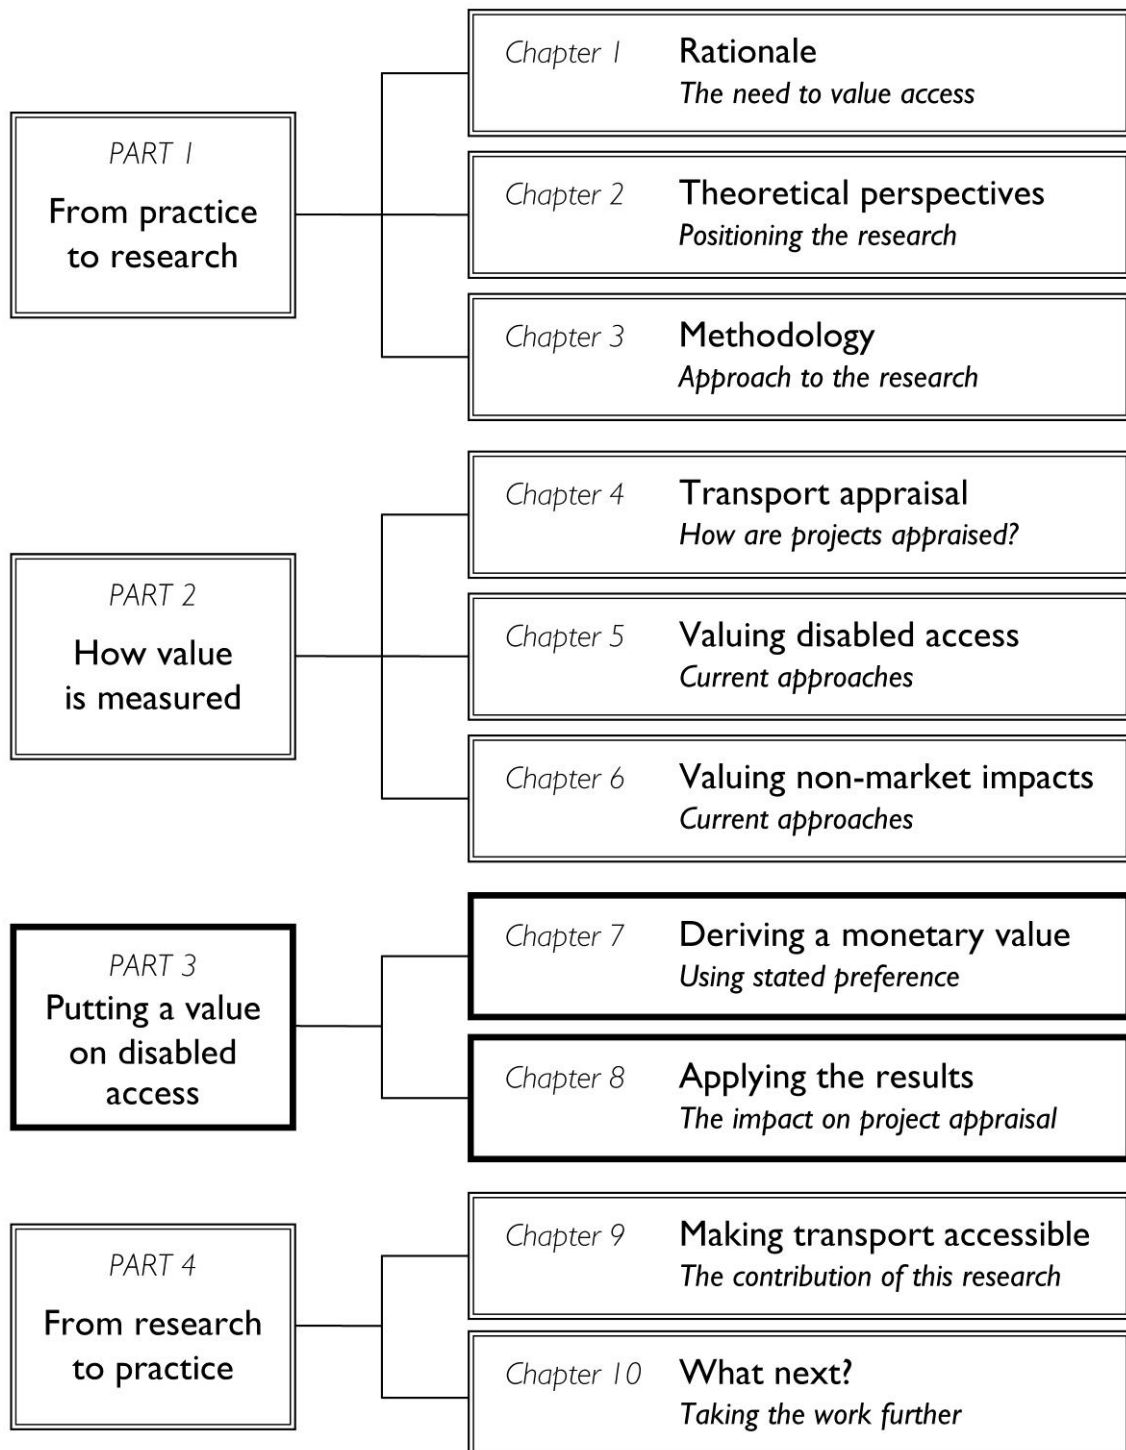 PART 1
From practice
to research
Chapter 1 Rationale
The need to value access
Chapter 2 Theoretical perspectives
Positioning the research
Chapter 3 Methodology
Approach to the research
PART 2
How value
is measured
Chapter 4 Transport appraisal
How are projects appraised?
Chapter 5 Valuing disabled access
Current approaches
Chapter 6 Valuing non-market impacts
Current approaches
PART 3
Putting a value
on disabled
access
Chapter 7 Deriving a monetary value
Using stated preference
Chapter 8 Applying the results
The impact on project appraisal
PART 4
From research
to practice
Chapter 9 Making transport accessible
The contribution of this research
Chapter 10 What next?
Taking the work further